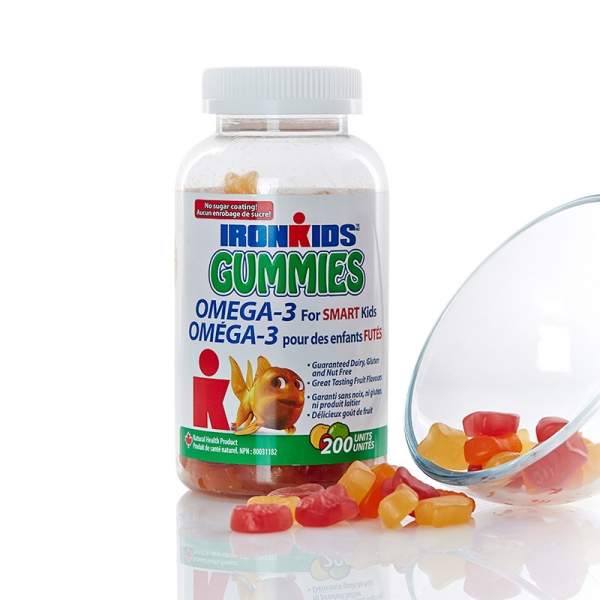 No sugar coating!
Aucun enrobage de sucre!
IRONKIDS
GUMMIES
OMEGA-3 For SMART Kids
OMÉGA-3 pour des enfants FUTÉS
• Guaranteed Dairy, Gluten
and Nut Free
• Great Tasting Fruit Flavours
• Garanti sans noix, ni gluten,
ni produit laitier
• Délicieux goût de fruit
Natural Health Product
Produit de santé naturel. NPN : 80031182
200 UNITS
UNITÉS